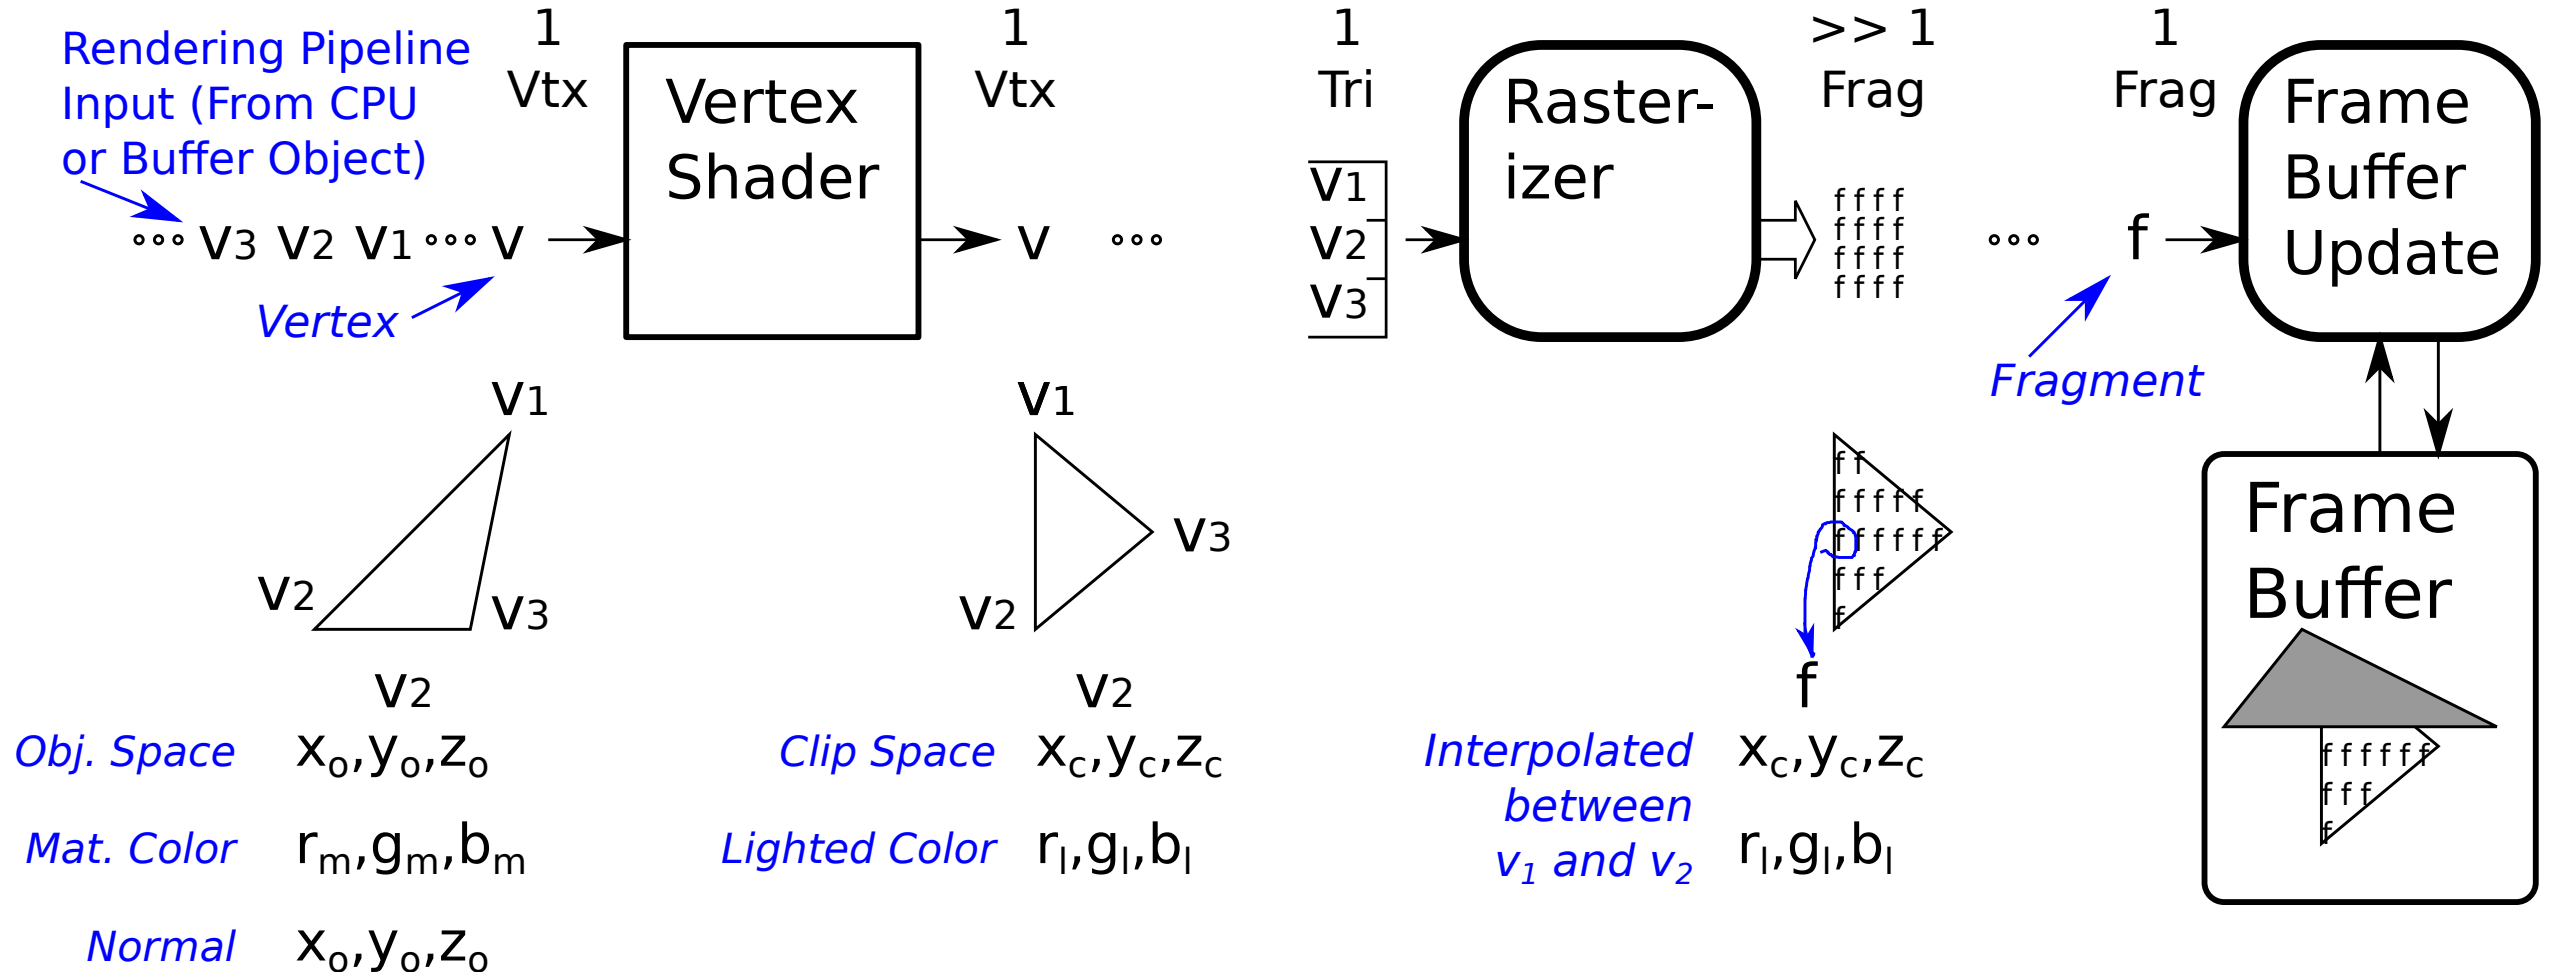 Rendering Pipeline
Input (From CPU
or Buffer Object)
1
Vtx
Vertex
Shader
1
Vtx
1
Tri
Raster-
izer
>> 1
Frag
1
Frag
Frame
Buffer
Update
v3 v2 v1 v
Vertex
v
v1
v2
v3
f f f f
f f f f
f f f f
f f f f
f
Fragment
v1
v2
v3
v1
v2
v3
f f
f f f f f
f f f f f f
f f f
f
Frame
Buffer
f f f f f f
f f f
f
v2
Obj. Space xo,yo,zo
Mat. Color rm,gm,bm
Normal xo,yo,zo
v2
Clip Space xc,yc,zc
Lighted Color rl,gl,bl
f
Interpolated
between
v1 and v2
xc,yc,zc
rl,gl,bl